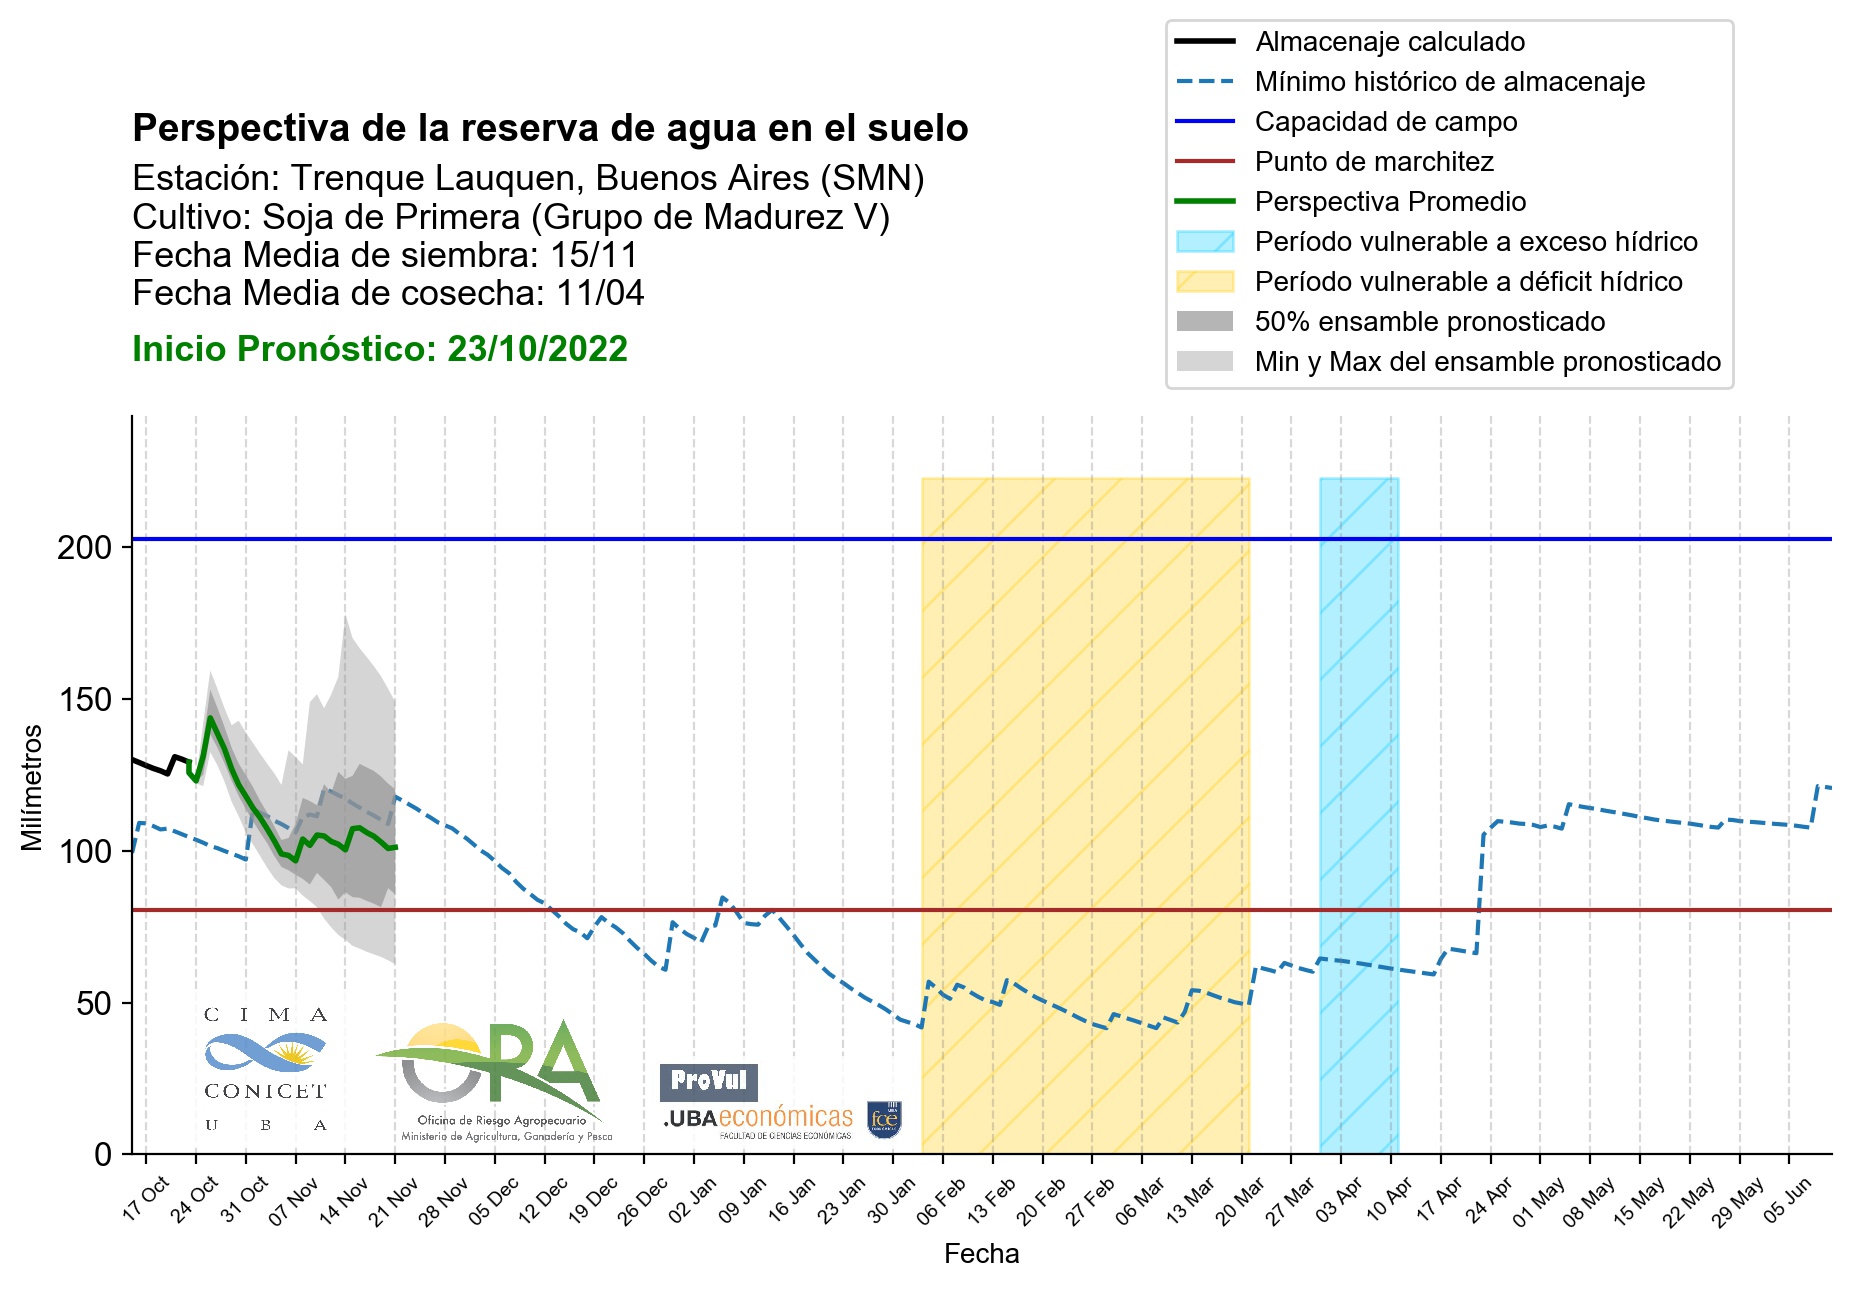 Almacenaje calculado
Mínimo histórico de almacenaje
Capacidad de campo
Punto de marchitez
Perspectiva Promedio
Período vulnerable a exceso hídrico
Período vulnerable a déficit hídrico
50% ensamble pronosticado
Min y Max del ensamble pronosticado
Perspectiva de la reserva de agua en el suelo
Estación: Trenque Lauquen, Buenos Aires (SMN)
Cultivo: Soja de Primera (Grupo de Madurez V)
Fecha Media de siembra: 15/11
Fecha Media de cosecha: 11/04
Inicio Pronóstico: 23/10/2022
Milímetros
200
150
100
50
0
CIMA
CONICET
UBA
ORA
Oficina de Riesgo Agropecuario
Ministerio de Agricultura, Ganadería y Pesca
ProVul
.UBAeconómicas
FACULTAD DE CIENCIAS ECONÓMICAS
UBA
fce
17 Oct
24 Oct
31 Oct
07 Nov
14 Nov
21 Nov
28 Nov
05 Dec
12 Dec
19 Dec
26 Dec
02 Jan
09 Jan
16 Jan
23 Jan
30 Jan
06 Feb
13 Feb
20 Feb
27 Feb
06 Mar
13 Mar
20 Mar
27 Mar
03 Apr
10 Apr
17 Apr
24 Apr
01 May
08 May
15 May
22 May
29 May
05 Jun
Fecha